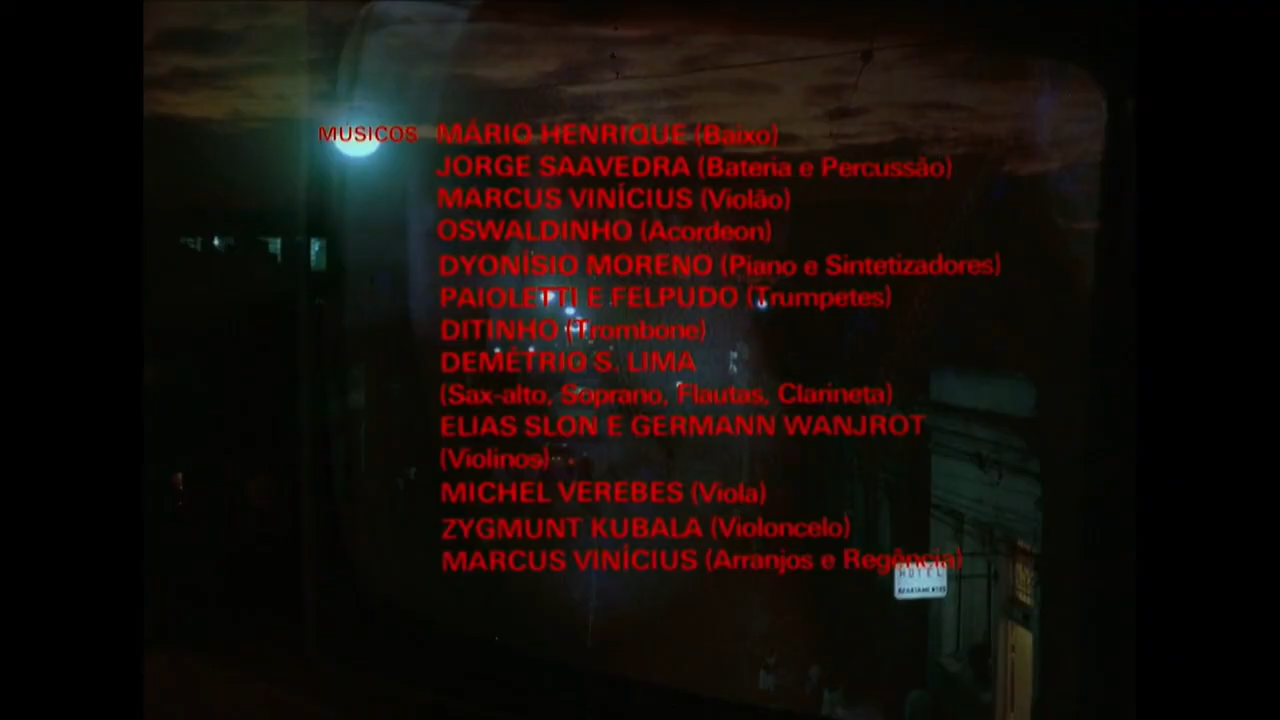 MÚSICOS MÁRIO HENRIQUE (Baixo)
JORGE SAAVEDRA (Bateria e Percussão)
MARCUS VINÍCIUS (Violão)
OSWALDINHO (Acordeon)
DYONÍSIO MORENO (Piano e Sintetizadores)
PAIOLETTI E FELPUDO (Trumpetes)
DITINHO (Trombone)
DEMÉTRIO S. LIMA
(Sax-alto, Soprano, Flautas, Clarineta)
ELIAS SLON E GERMANN WANJROT
(Violinos)
MICHEL VEREBES (Viola)
ZYGMUNT KUBALA (Violoncelo)
MARCUS VINÍCIUS (Arranjos e Regência)
HOTEL
APARTAMENTOS